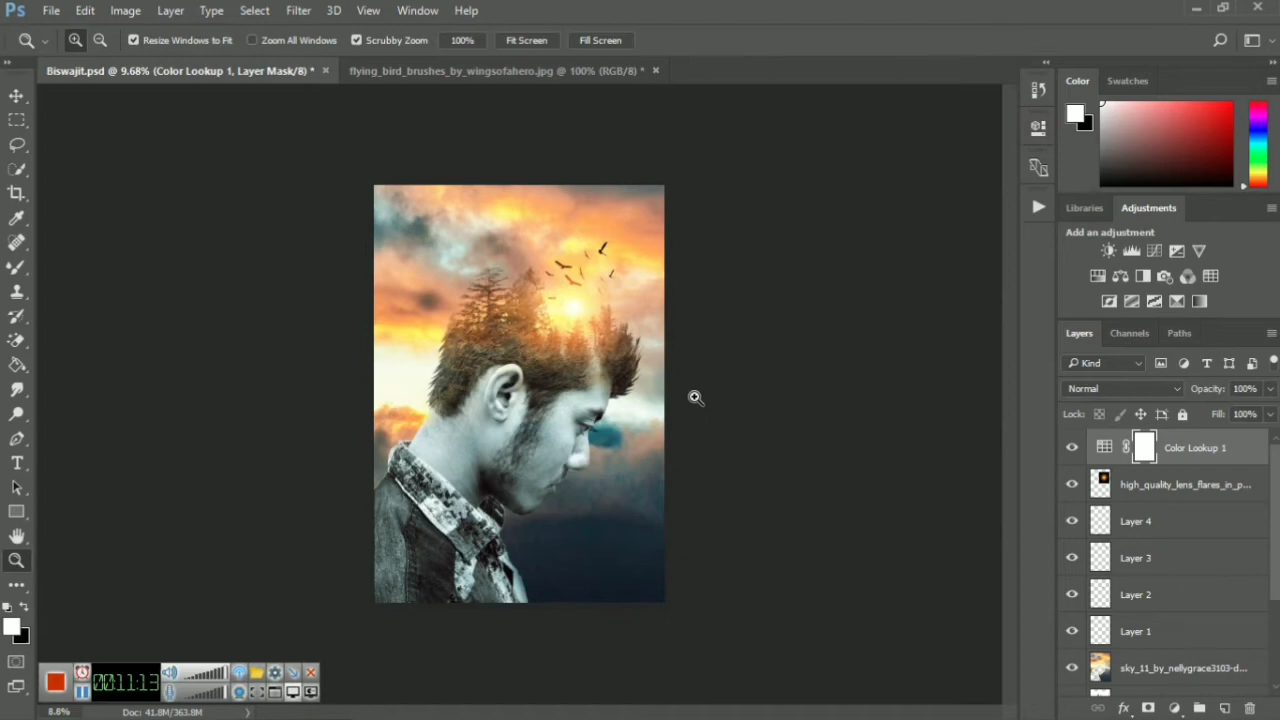 Ps File Edit Image Layer Type Select Filter 3D View Window Help
Resize Windows to Fit Zoom All Windows Scrubby Zoom 100% Fit Screen Fill Screen
Biswajit.psd @ 9.68% (Color Lookup 1, Layer Mask/8) * × flying_bird_brushes_by_wingsofahero.jpg @ 100% (RGB/8) * ×
Color Swatches
Libraries Adjustments
Add an adjustment
Layers Channels Paths
Kind
Normal Opacity: 100%
Lock: Fill: 100%
Color Lookup 1
high_quality_lens_flares_in_p...
Layer 4
Layer 3
Layer 2
Layer 1
sky_11_by_nellygrace3103-d...
00:11:13
8.8% Doc: 41.8M/363.8M